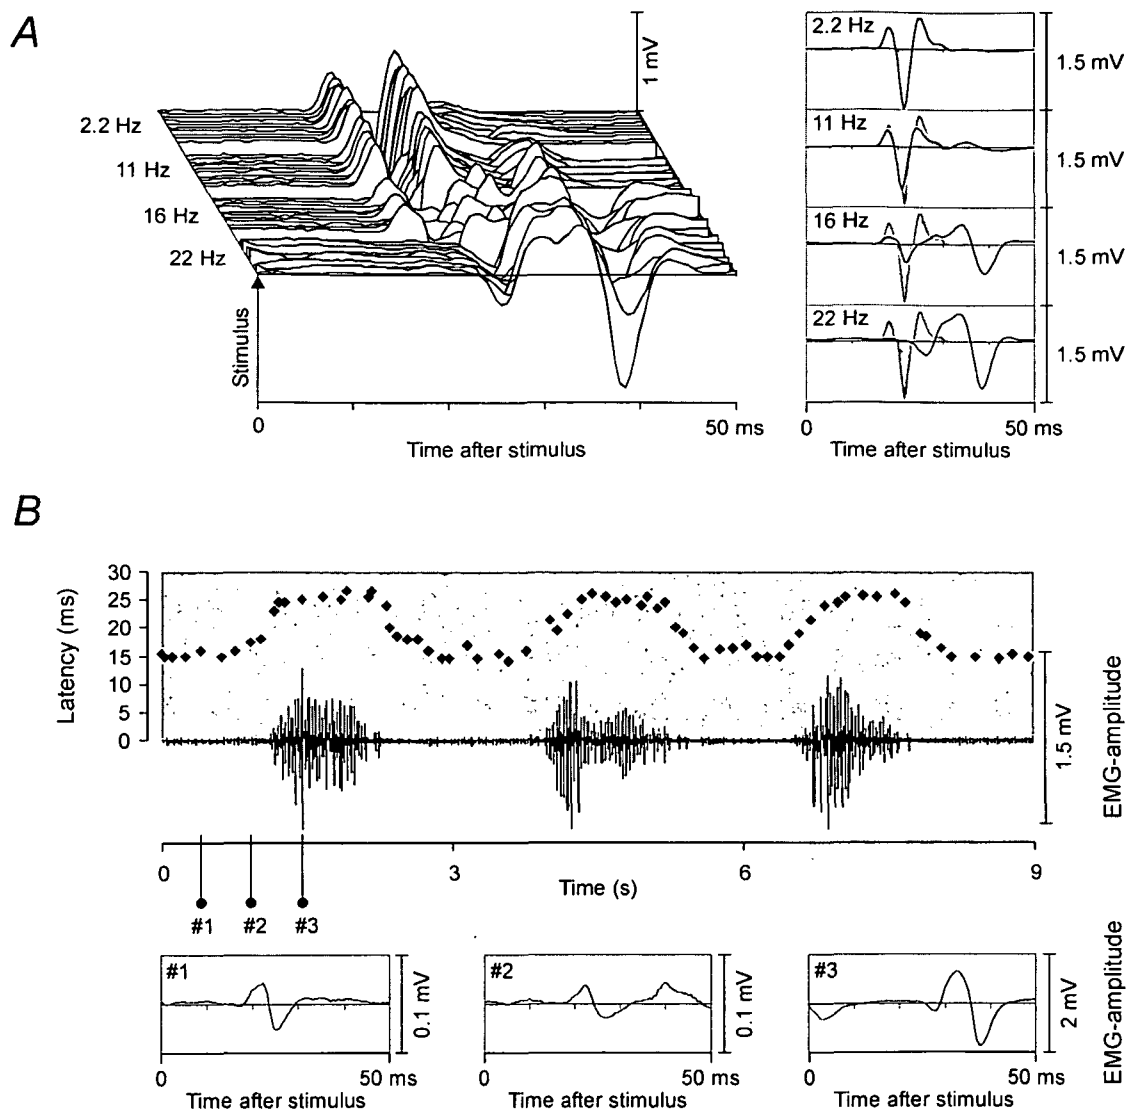 A
1 mV
2.2 Hz
11 Hz
16 Hz
22 Hz
Stimulus
0
50 ms
Time after stimulus
2.2 Hz
1.5 mV
11 Hz
1.5 mV
16 Hz
1.5 mV
22 Hz
1.5 mV
0
50 ms
Time after stimulus
B
Latency (ms)
30
25
20
15
10
5
0
1.5 mV
EMG-amplitude
0
3
6
9
Time (s)
#1
#2
#3
#1
0.1 mV
0
50 ms
Time after stimulus
#2
0.1 mV
0
50 ms
Time after stimulus
#3
2 mV
EMG-amplitude
0
50 ms
Time after stimulus